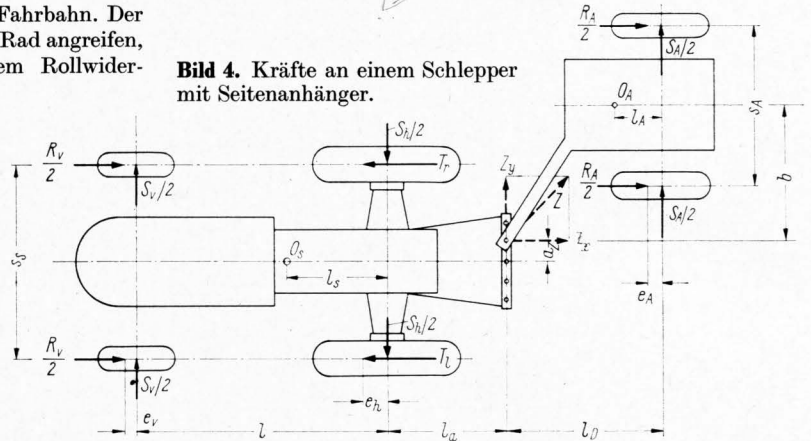 Fahrbahn. Der
Rad angreifen,
em Rollwider-
Bild 4. Kräfte an einem Schlepper
mit Seitenanhänger.
R_A/2
S_A/2
O_A
l_A
s_A
b
R_v/2
S_v/2
S_h/2
T_r
Z_y
Z
R_A/2
S_A/2
Z_x
a_z
e_A
s_s
O_s
l_s
R_v/2
S_v/2
S_h/2
T_l
e_h
e_v
l
l_a
l_D